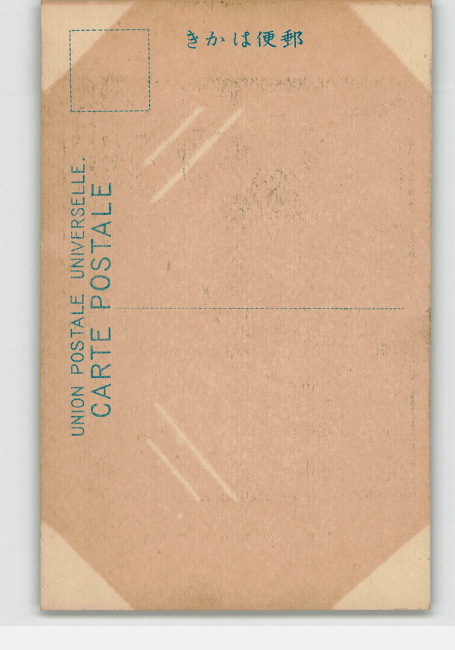 郵便はかき
UNION POSTALE UNIVERSELLE.
CARTE POSTALE